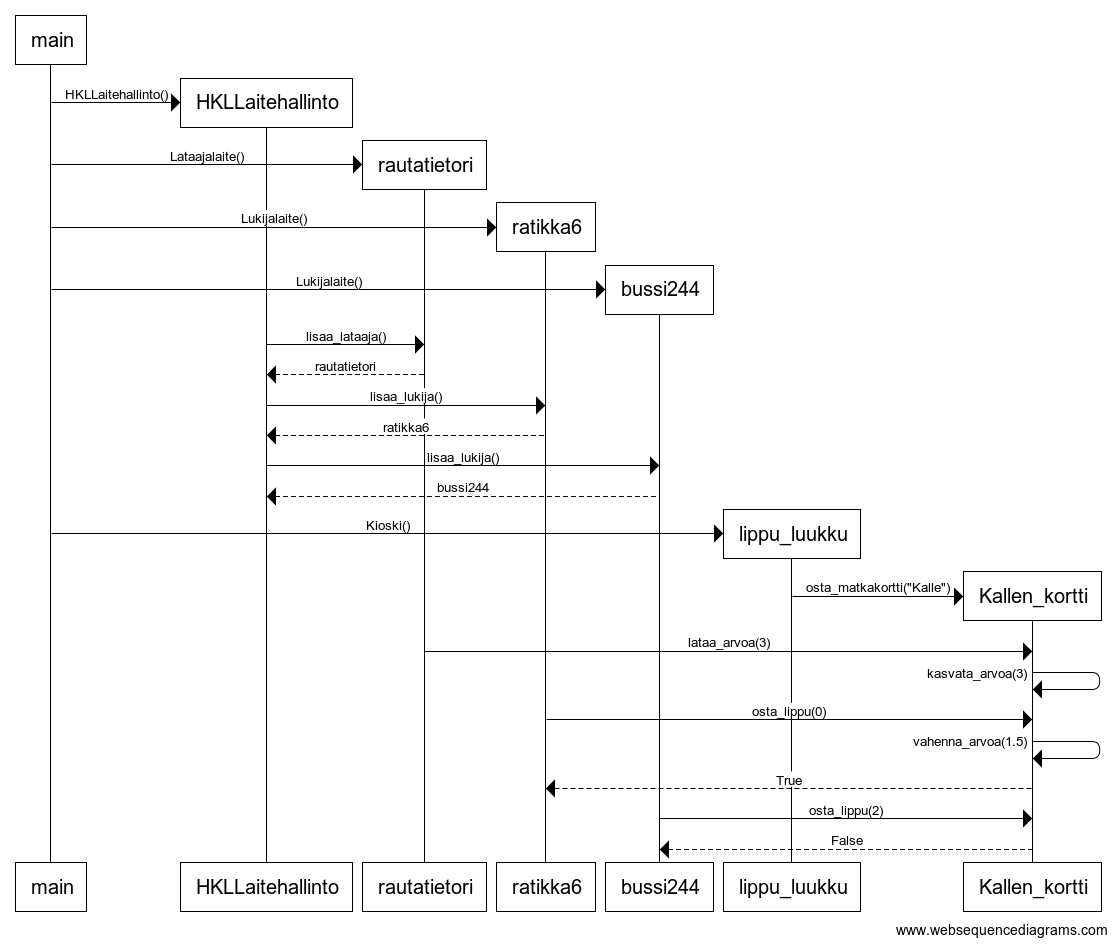 main
HKLLaitehallinto()
HKLLaitehallinto
Lataajalaite()
rautatietori
Lukijalaite()
ratikka6
Lukijalaite()
bussi244
lisaa_lataaja()
rautatietori
lisaa_lukija()
ratikka6
lisaa_lukija()
bussi244
Kioski()
lippu_luukku
osta_matkakortti("Kalle")
Kallen_kortti
lataa_arvoa(3)
kasvata_arvoa(3)
osta_lippu(0)
vahenna_arvoa(1.5)
True
osta_lippu(2)
False
main HKLLaitehallinto rautatietori ratikka6 bussi244 lippu_luukku Kallen_kortti
www.websequencediagrams.com